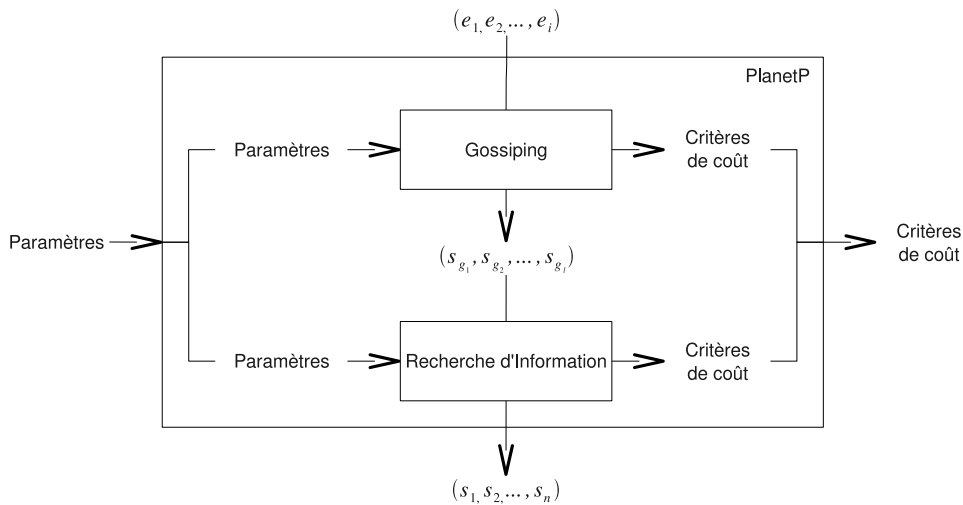 (e1, e2, ..., ei)
PlanetP
Paramètres
Gossiping
Critères
de coût
Paramètres
(sg1, sg2, ..., sgl)
Critères
de coût
Paramètres
Recherche d'Information
Critères
de coût
(s1, s2, ..., sn)